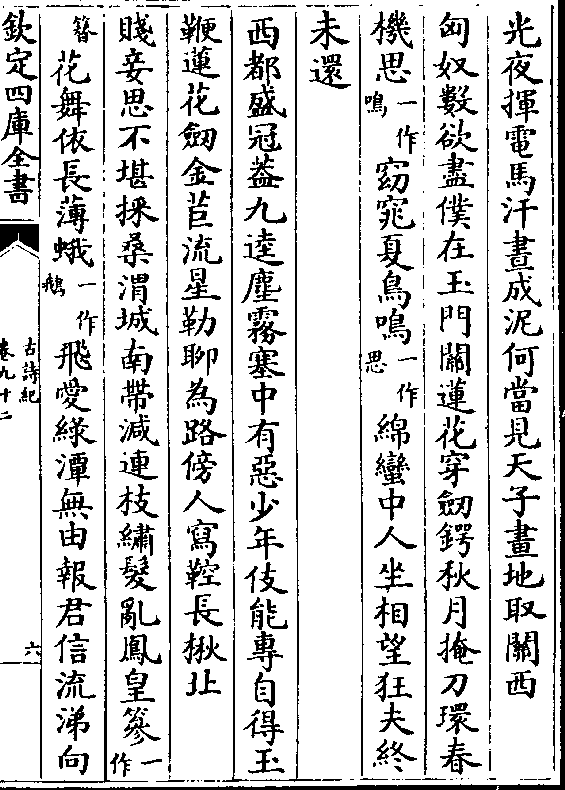 光夜揮電馬汗晝成泥何當見天子畫地取關西
匈奴數欲盡僕在玉門關蓮花穿劒鍔秋月掩刀環春
機思一作鳴窈窕夏鳥鳴一作思綿蠻中人坐相望狂夫終
未還
西都盛冠葢九逵塵霧塞中有惡少年伎能專自得玉
鞭蓮花劒金苣流星勒聊為路傍人寫鞚長楸北
賤妾思不堪採桑渭城南帶減連枝繡髮亂鳳皇篸一作
簪花舞依長薄蛾一作鵝飛愛綠潭無由報君信流涕向
欽定四庫全書
古詩紀
卷九十二
六